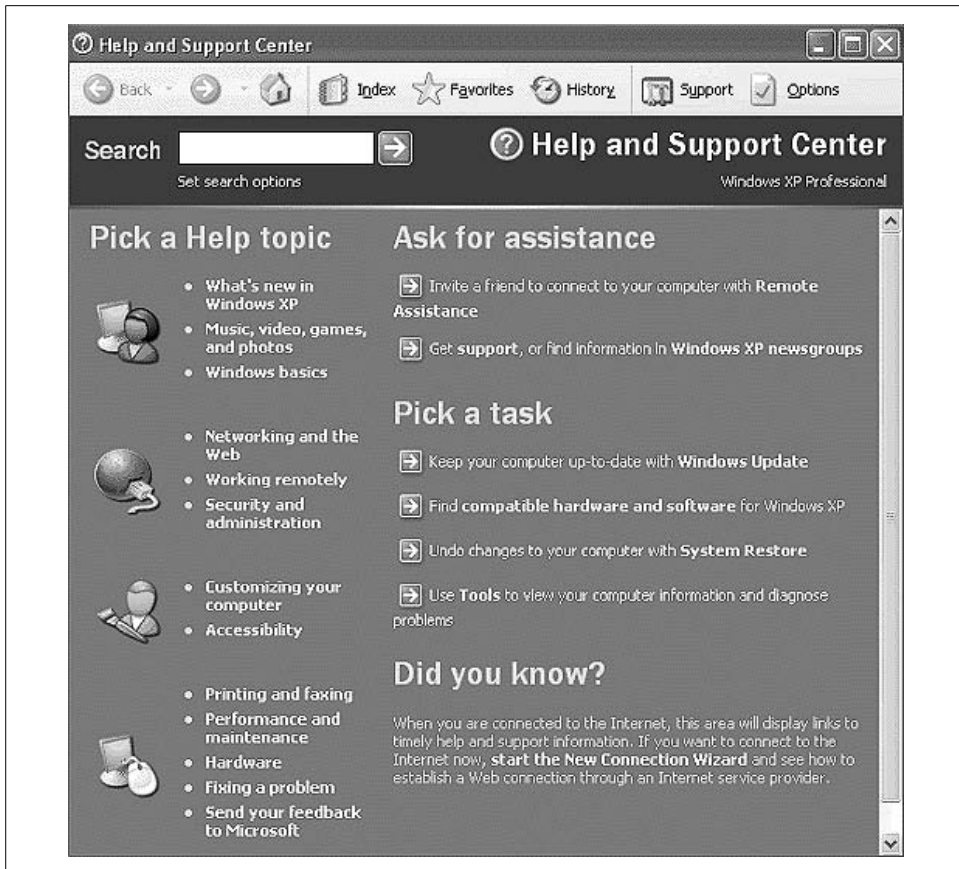 Help and Support Center
Back
Index
Favorites
History
Support
Options
Search
Set search options
Help and Support Center
Windows XP Professional
Pick a Help topic
What's new in
Windows XP
Music, video, games,
and photos
Windows basics
Networking and the
Web
Working remotely
Security and
administration
Customizing your
computer
Accessibility
Printing and faxing
Performance and
maintenance
Hardware
Fixing a problem
Send your feedback
to Microsoft
Ask for assistance
Invite a friend to connect to your computer with Remote
Assistance
Get support, or find information in Windows XP newsgroups
Pick a task
Keep your computer up-to-date with Windows Update
Find compatible hardware and software for Windows XP
Undo changes to your computer with System Restore
Use Tools to view your computer information and diagnose
problems
Did you know?
When you are connected to the Internet, this area will display links to
timely help and support information. If you want to connect to the
Internet now, start the New Connection Wizard and see how to
establish a Web connection through an Internet service provider.